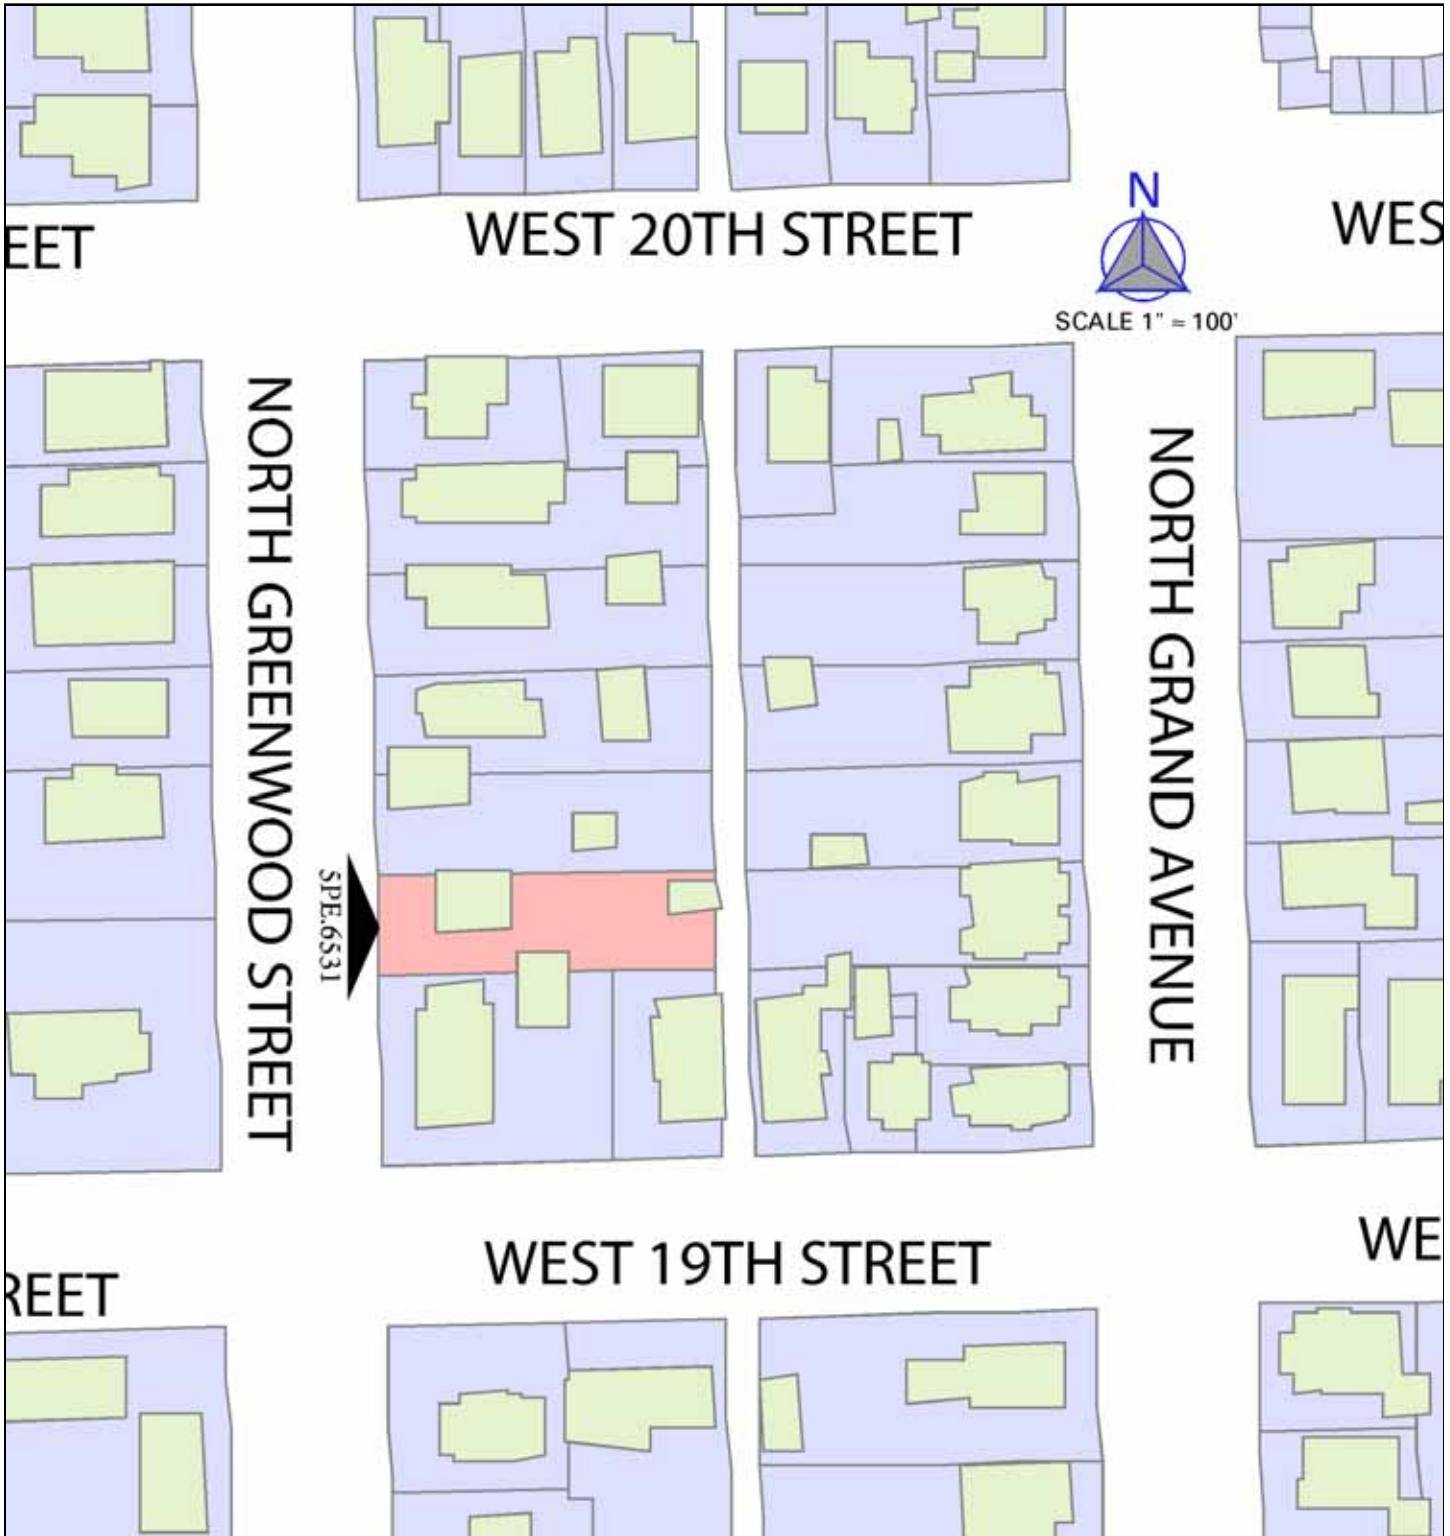 N
WEST 20TH STREET
WES
EET
SCALE 1" = 100'
NORTH GREENWOOD STREET
NORTH GRAND AVENUE
5PE.6531
WEST 19TH STREET
WE
REET